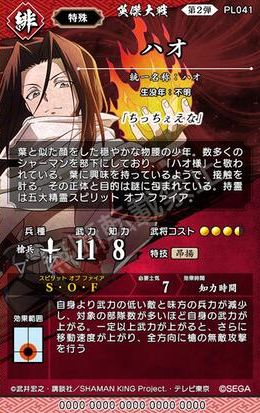 緋
特殊
英傑大戦
第2弾
PL041
ハオ
統一名称:ハオ
生没年:不明
「ちっちぇえな」
葉と似た顔をした穏やかな物腰の少年。数多くの
シャーマンを部下にしており、「ハオ様」と敬わ
れている。葉に興味を持っているようで、接触を
計る。その正体と目的は謎に包まれている。持霊
は五大精霊スピリット オブ ファイア。
兵種
武力
知力
武将コスト
槍兵
11
8
特技
昂揚
スピリット オブ ファイア
必要士気
効果時間
S・O・F
7
知力時間
効果範囲
自身より武力の低い敵と味方の兵力が減少
し、対象の部隊数が多いほど自身の武力が
上がる。一定以上武力が上がると、さらに
移動速度が上がり、全方向に槍の無敵攻撃
を行う
©武井宏之・講談社／SHAMAN KING Project.・テレビ東京
©SEGA
0000-0000-0000-0000-0000